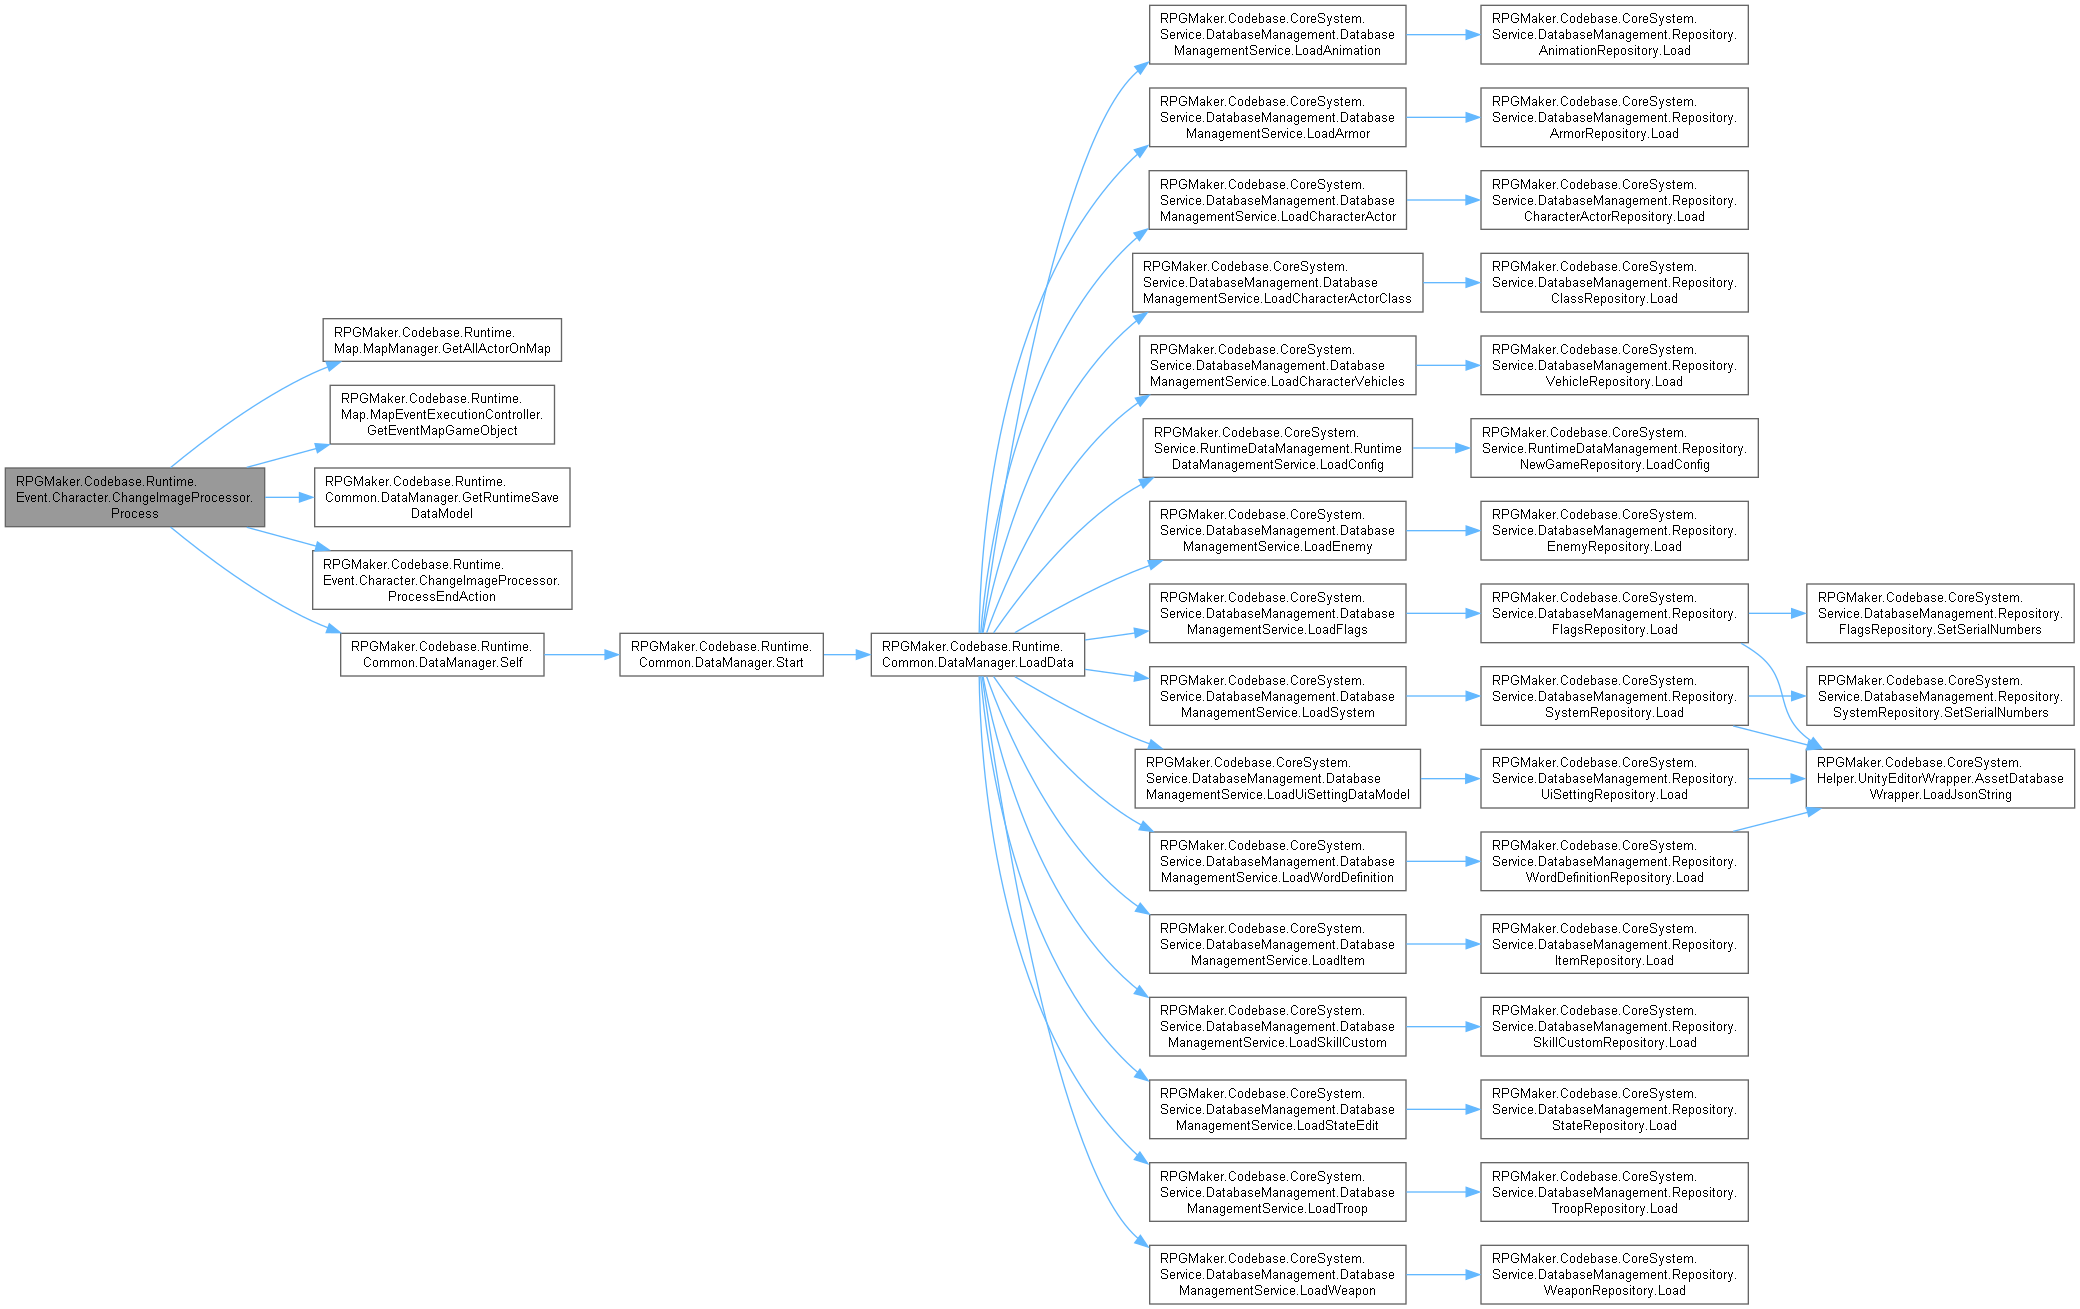 RPGMaker.Codebase.Runtime.
Event.Character.ChangeImageProcessor.
Process
RPGMaker.Codebase.Runtime.
Map.MapManager.GetAllActorOnMap
RPGMaker.Codebase.Runtime.
Map.MapEventExecutionController.
GetEventMapGameObject
RPGMaker.Codebase.Runtime.
Common.DataManager.GetRuntimeSave
DataModel
RPGMaker.Codebase.Runtime.
Event.Character.ChangeImageProcessor.
ProcessEndAction
RPGMaker.Codebase.Runtime.
Common.DataManager.Self
RPGMaker.Codebase.Runtime.
Common.DataManager.Start
RPGMaker.Codebase.Runtime.
Common.DataManager.LoadData
RPGMaker.Codebase.CoreSystem.
Service.DatabaseManagement.Database
ManagementService.LoadAnimation
RPGMaker.Codebase.CoreSystem.
Service.DatabaseManagement.Repository.
AnimationRepository.Load
RPGMaker.Codebase.CoreSystem.
Service.DatabaseManagement.Database
ManagementService.LoadArmor
RPGMaker.Codebase.CoreSystem.
Service.DatabaseManagement.Repository.
ArmorRepository.Load
RPGMaker.Codebase.CoreSystem.
Service.DatabaseManagement.Database
ManagementService.LoadCharacterActor
RPGMaker.Codebase.CoreSystem.
Service.DatabaseManagement.Repository.
CharacterActorRepository.Load
RPGMaker.Codebase.CoreSystem.
Service.DatabaseManagement.Database
ManagementService.LoadCharacterActorClass
RPGMaker.Codebase.CoreSystem.
Service.DatabaseManagement.Repository.
ClassRepository.Load
RPGMaker.Codebase.CoreSystem.
Service.DatabaseManagement.Database
ManagementService.LoadCharacterVehicles
RPGMaker.Codebase.CoreSystem.
Service.DatabaseManagement.Repository.
VehicleRepository.Load
RPGMaker.Codebase.CoreSystem.
Service.RuntimeDataManagement.Runtime
DataManagementService.LoadConfig
RPGMaker.Codebase.CoreSystem.
Service.RuntimeDataManagement.Repository.
NewGameRepository.LoadConfig
RPGMaker.Codebase.CoreSystem.
Service.DatabaseManagement.Database
ManagementService.LoadEnemy
RPGMaker.Codebase.CoreSystem.
Service.DatabaseManagement.Repository.
EnemyRepository.Load
RPGMaker.Codebase.CoreSystem.
Service.DatabaseManagement.Database
ManagementService.LoadFlags
RPGMaker.Codebase.CoreSystem.
Service.DatabaseManagement.Repository.
FlagsRepository.Load
RPGMaker.Codebase.CoreSystem.
Service.DatabaseManagement.Repository.
FlagsRepository.SetSerialNumbers
RPGMaker.Codebase.CoreSystem.
Service.DatabaseManagement.Database
ManagementService.LoadSystem
RPGMaker.Codebase.CoreSystem.
Service.DatabaseManagement.Repository.
SystemRepository.Load
RPGMaker.Codebase.CoreSystem.
Service.DatabaseManagement.Repository.
SystemRepository.SetSerialNumbers
RPGMaker.Codebase.CoreSystem.
Service.DatabaseManagement.Database
ManagementService.LoadUiSettingDataModel
RPGMaker.Codebase.CoreSystem.
Service.DatabaseManagement.Repository.
UiSettingRepository.Load
RPGMaker.Codebase.CoreSystem.
Helper.UnityEditorWrapper.AssetDatabase
Wrapper.LoadJsonString
RPGMaker.Codebase.CoreSystem.
Service.DatabaseManagement.Database
ManagementService.LoadWordDefinition
RPGMaker.Codebase.CoreSystem.
Service.DatabaseManagement.Repository.
WordDefinitionRepository.Load
RPGMaker.Codebase.CoreSystem.
Service.DatabaseManagement.Database
ManagementService.LoadItem
RPGMaker.Codebase.CoreSystem.
Service.DatabaseManagement.Repository.
ItemRepository.Load
RPGMaker.Codebase.CoreSystem.
Service.DatabaseManagement.Database
ManagementService.LoadSkillCustom
RPGMaker.Codebase.CoreSystem.
Service.DatabaseManagement.Repository.
SkillCustomRepository.Load
RPGMaker.Codebase.CoreSystem.
Service.DatabaseManagement.Database
ManagementService.LoadStateEdit
RPGMaker.Codebase.CoreSystem.
Service.DatabaseManagement.Repository.
StateRepository.Load
RPGMaker.Codebase.CoreSystem.
Service.DatabaseManagement.Database
ManagementService.LoadTroop
RPGMaker.Codebase.CoreSystem.
Service.DatabaseManagement.Repository.
TroopRepository.Load
RPGMaker.Codebase.CoreSystem.
Service.DatabaseManagement.Database
ManagementService.LoadWeapon
RPGMaker.Codebase.CoreSystem.
Service.DatabaseManagement.Repository.
WeaponRepository.Load